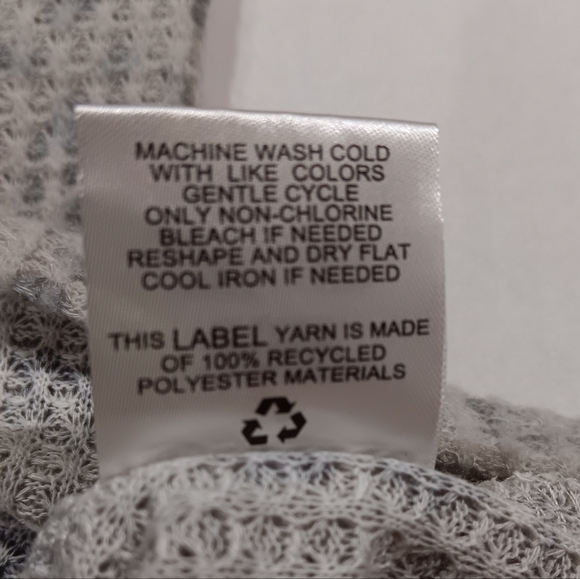 MACHINE WASH COLD
WITH LIKE COLORS
GENTLE CYCLE
ONLY NON-CHLORINE
BLEACH IF NEEDED
RESHAPE AND DRY FLAT
COOL IRON IF NEEDED
THIS LABEL YARN IS MADE
OF 100% RECYCLED
POLYESTER MATERIALS